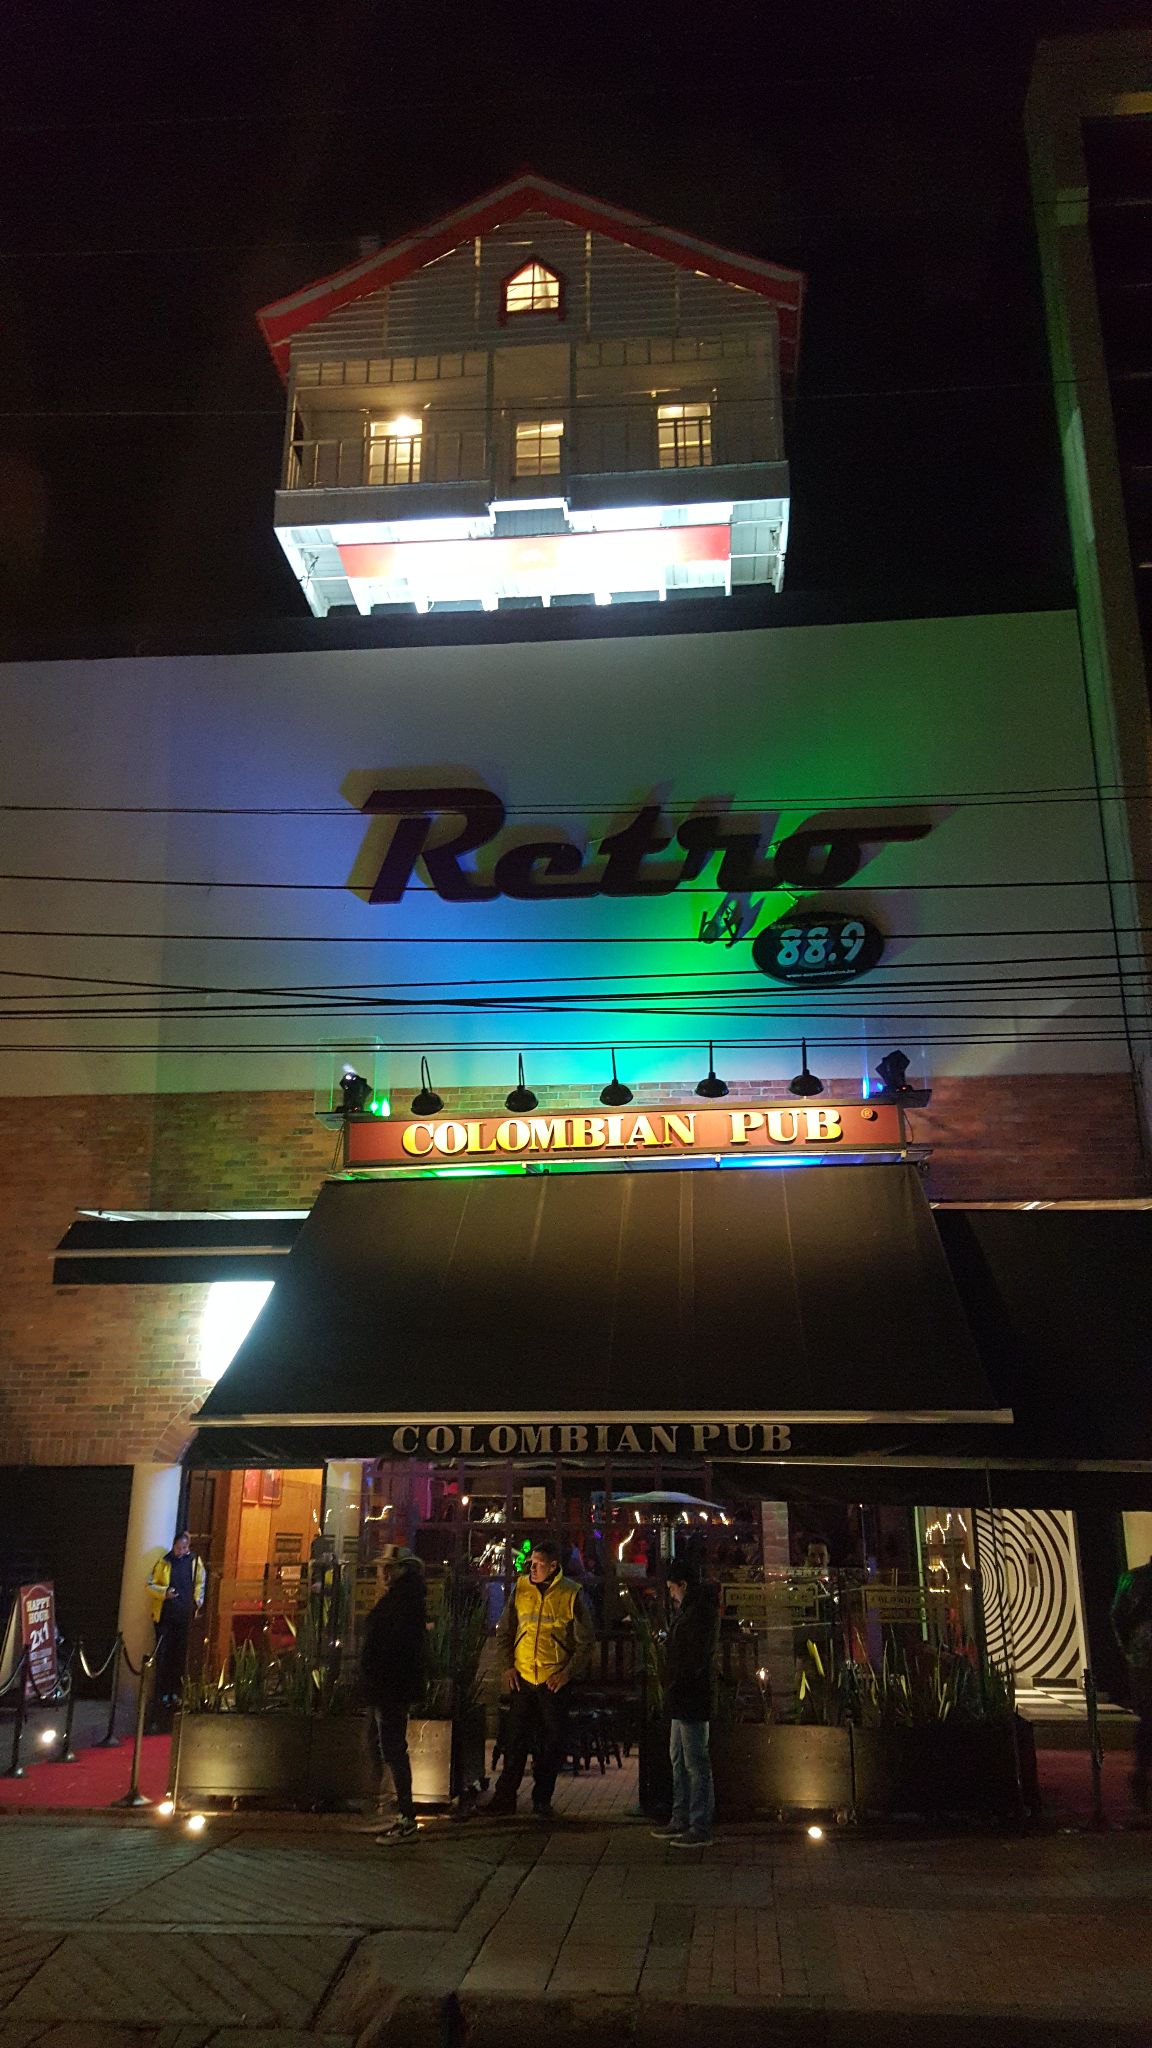 Retro
by
88.9
COLOMBIAN PUB ®
COLOMBIAN PUB
HAPPY
HOUR
2x1